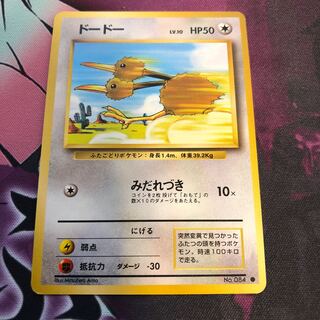 ドードー LV.10 HP50
ふたごどりポケモン：身長1.4m、体重39.2Kg
みだれづき 10×
コインを2枚投げて「おもて」の
数×10のダメージをあたえる。
にげる
弱点
抵抗力 ダメージ -30
突然変異で見つかった
ふたつの頭を持つポケ
モン。時速100キロ
で走る。
Illus. Mitsuhiro Arita
No.084